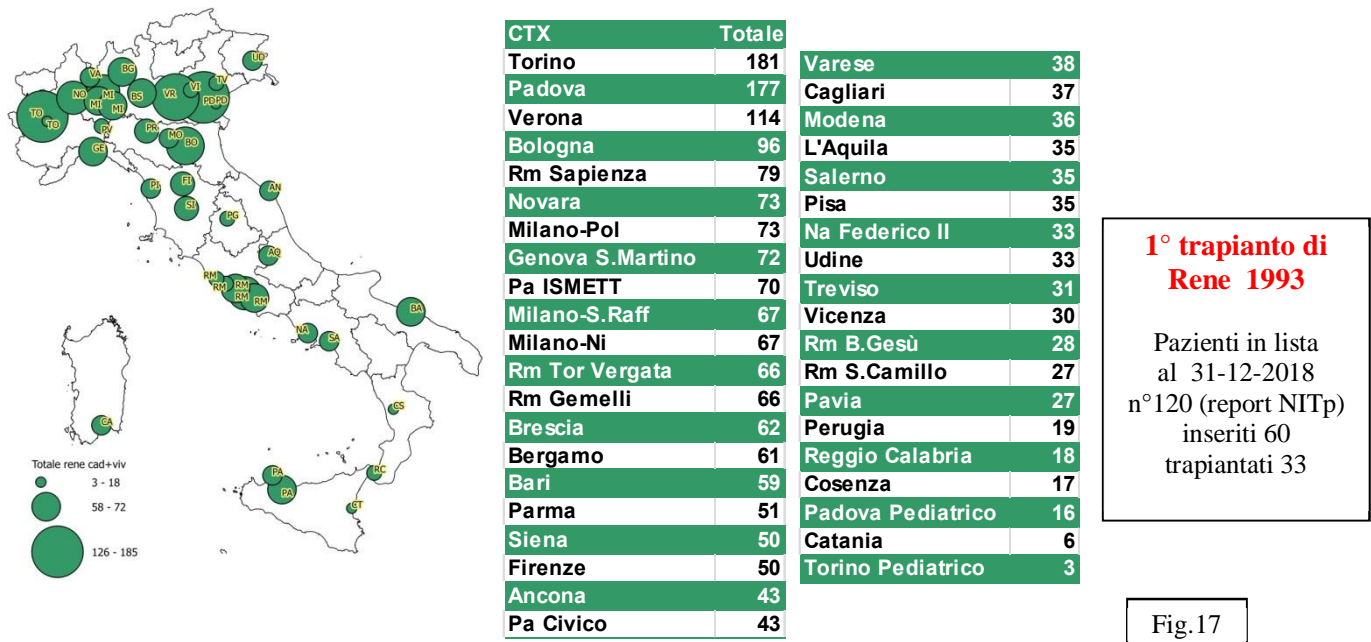 UD
VA
BG
TV
VI
NO
MI
BS
VR
MI
MI
PD
PD
TO
TO
PV
PR
MO
BO
GE
PI
FI
AN
SI
PG
AQ
RM
RM
RM
RM
RM
BA
NA
SA
CS
CA
PA
PA
RC
CT
Totale rene cad+viv
3 - 18
58 - 72
126 - 185
CTX Totale
Torino 181
Padova 177
Verona 114
Bologna 96
Rm Sapienza 79
Novara 73
Milano-Pol 73
Genova S.Martino 72
Pa ISMETT 70
Milano-S.Raff 67
Milano-Ni 67
Rm Tor Vergata 66
Rm Gemelli 66
Brescia 62
Bergamo 61
Bari 59
Parma 51
Siena 50
Firenze 50
Ancona 43
Pa Civico 43
Varese 38
Cagliari 37
Modena 36
L'Aquila 35
Salerno 35
Pisa 35
Na Federico II 33
Udine 33
Treviso 31
Vicenza 30
Rm B.Gesù 28
Rm S.Camillo 27
Pavia 27
Perugia 19
Reggio Calabria 18
Cosenza 17
Padova Pediatrico 16
Catania 6
Torino Pediatrico 3
1° trapianto di
Rene 1993
Pazienti in lista
al 31-12-2018
n°120 (report NITp)
inseriti 60
trapiantati 33
Fig.17